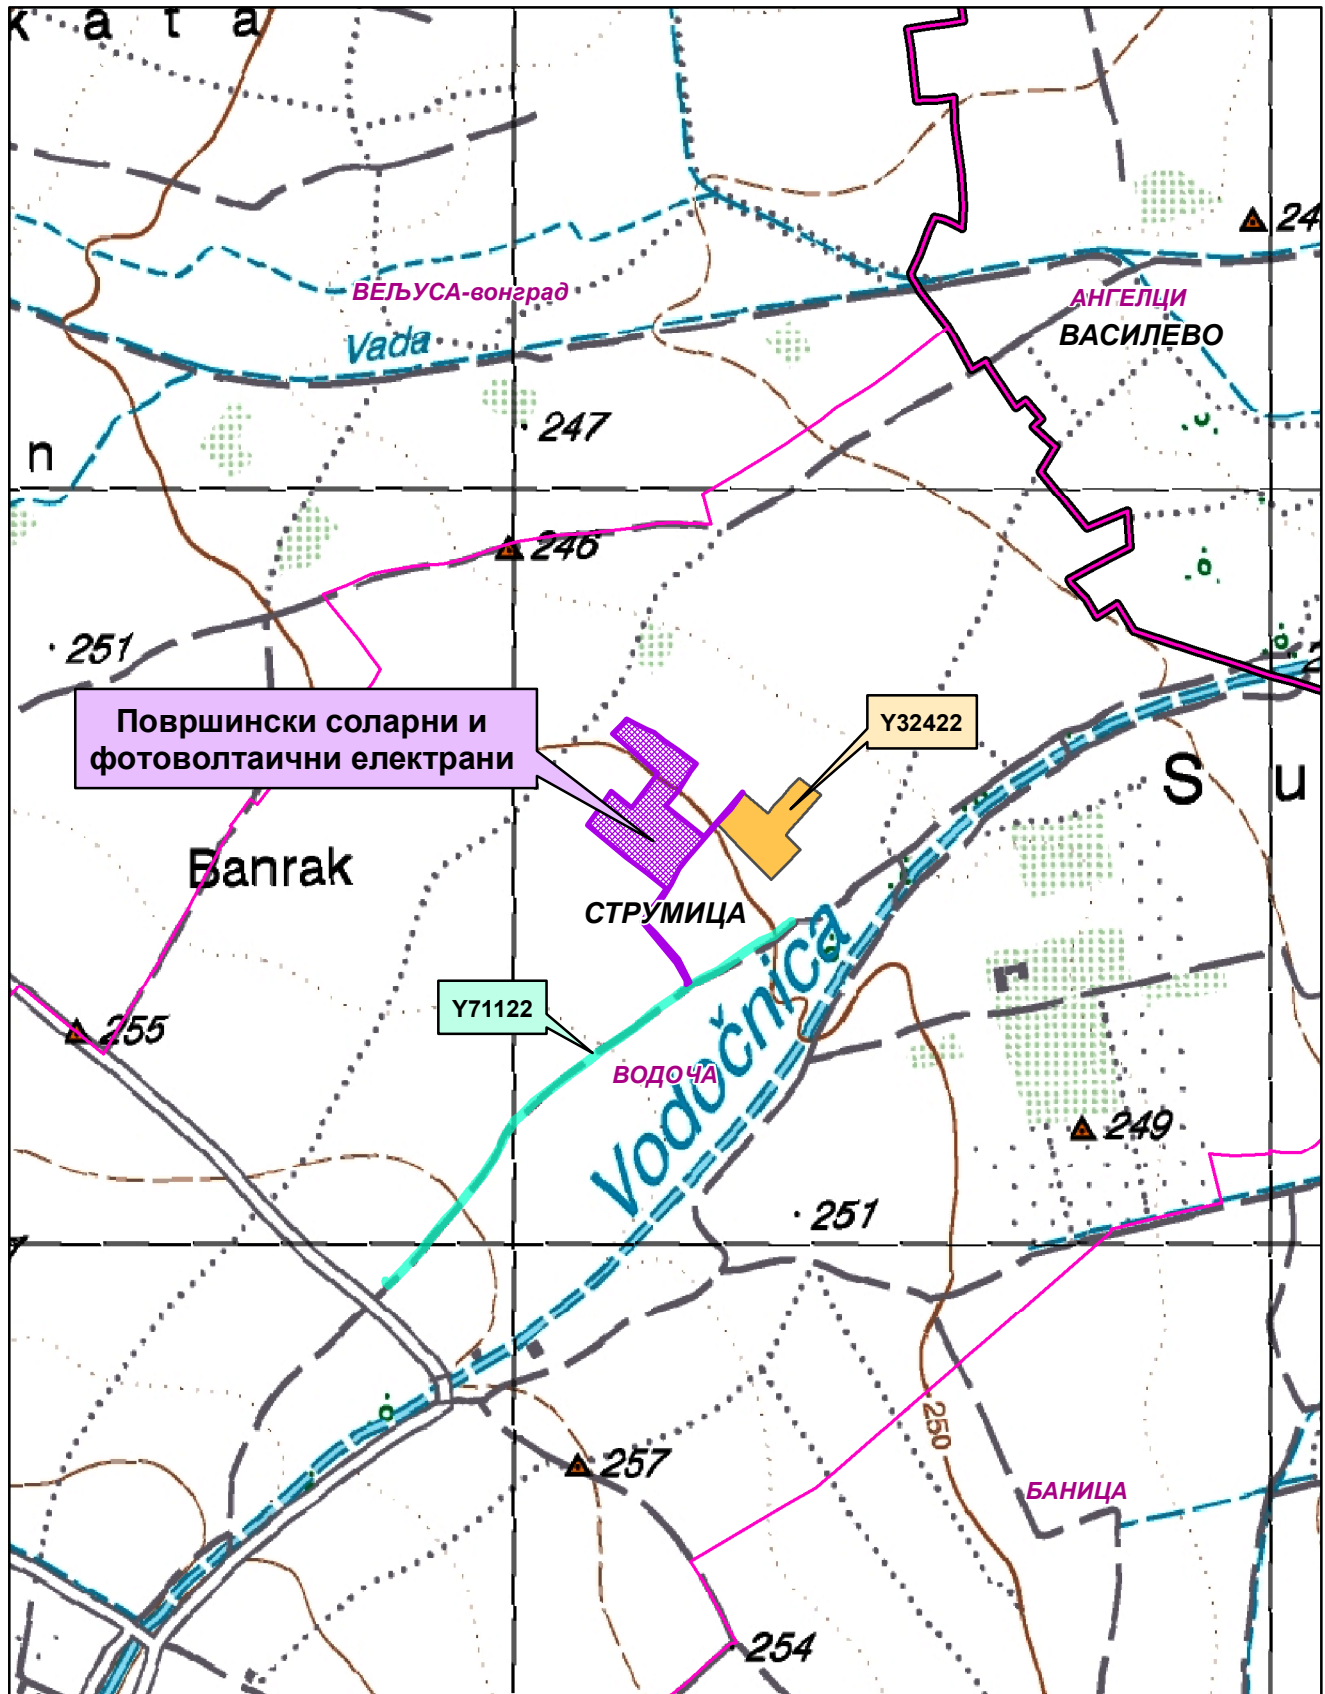 k a t a
24
ВЕЉУСА-вонград
АНГЕЛЦИ
ВАСИЛЕВО
Vada
247
n
246
251
2
Површински соларни и
фотоволтаични електрани
Y32422
S u
Banrak
СТРУМИЦА
Y71122
255
ВОДОЧА
Vodočnica
249
251
250
257
БАНИЦА
254